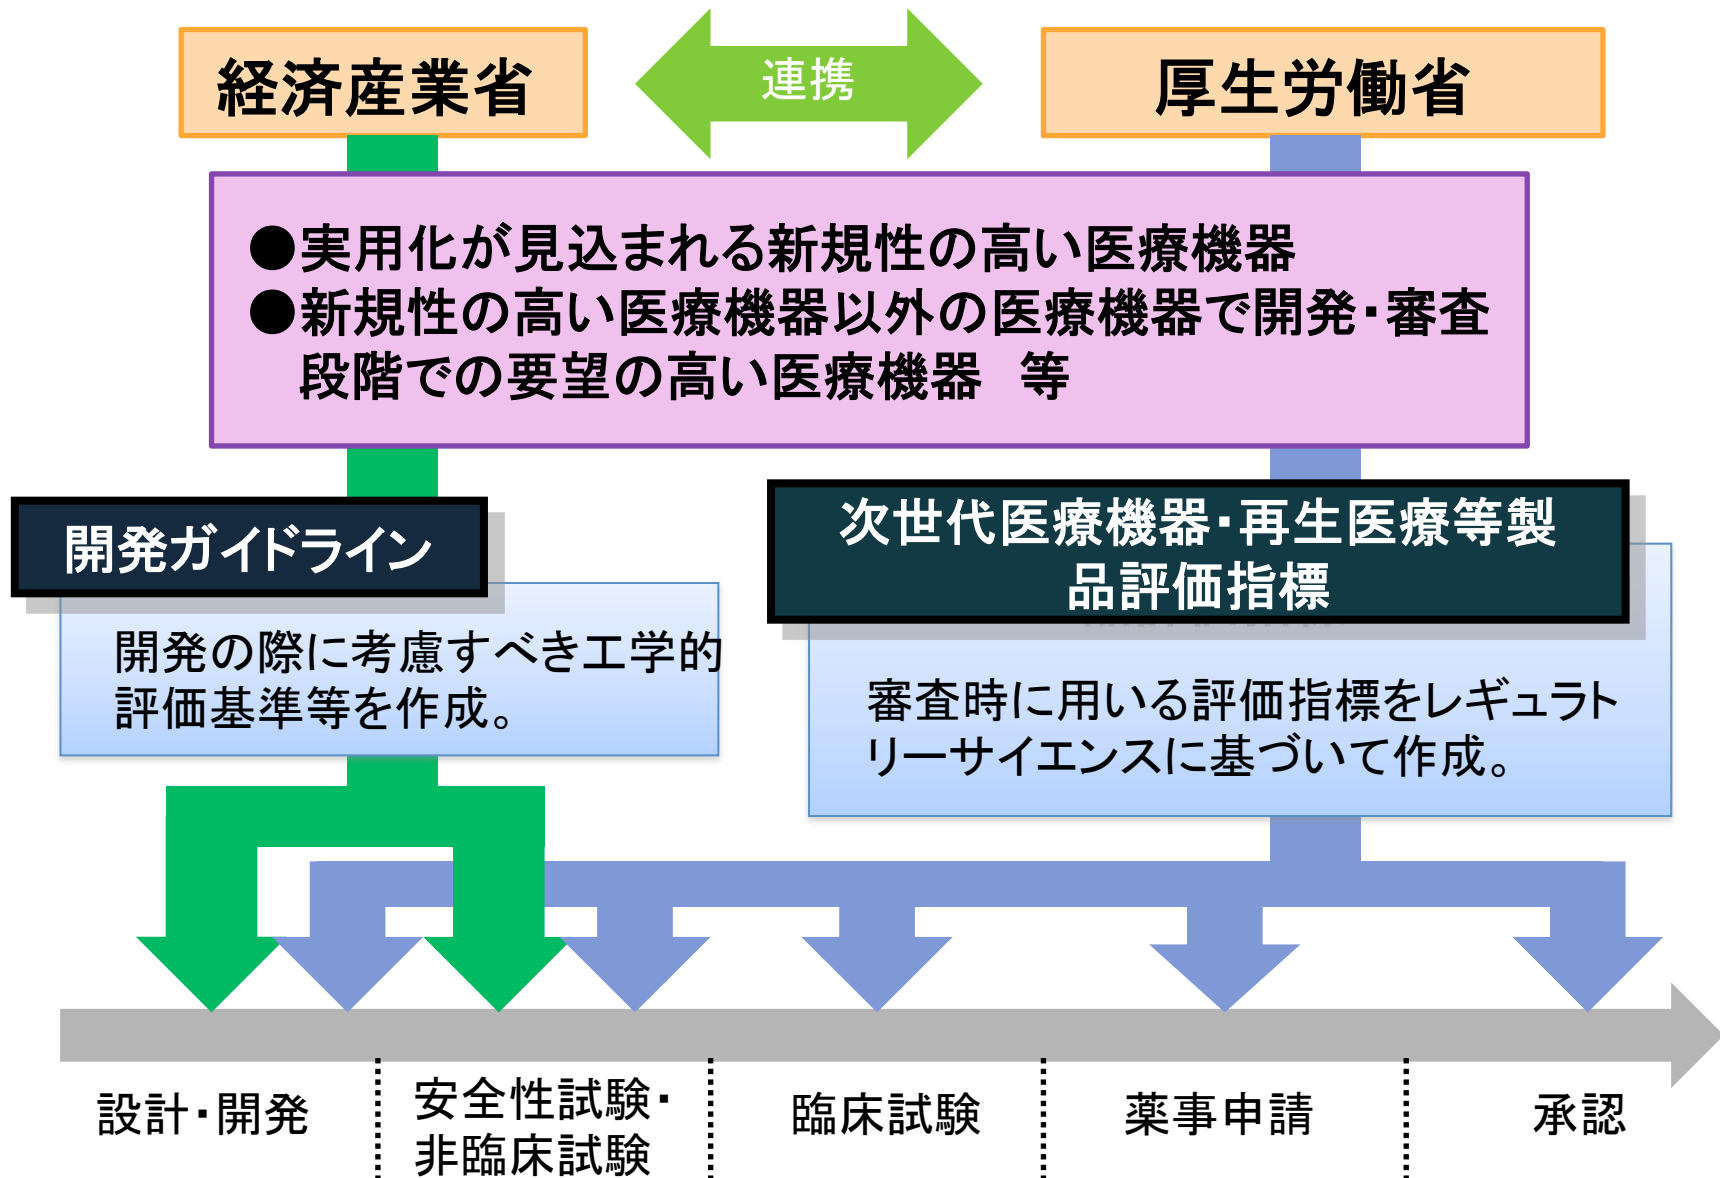 経済産業省
連携
厚生労働省
●実用化が見込まれる新規性の高い医療機器
●新規性の高い医療機器以外の医療機器で開発・審査
段階での要望の高い医療機器　等
開発ガイドライン
開発の際に考慮すべき工学的
評価基準等を作成。
次世代医療機器・再生医療等製
品評価指標
審査時に用いる評価指標をレギュラト
リーサイエンスに基づいて作成。
設計・開発
安全性試験・
非臨床試験
臨床試験
薬事申請
承認